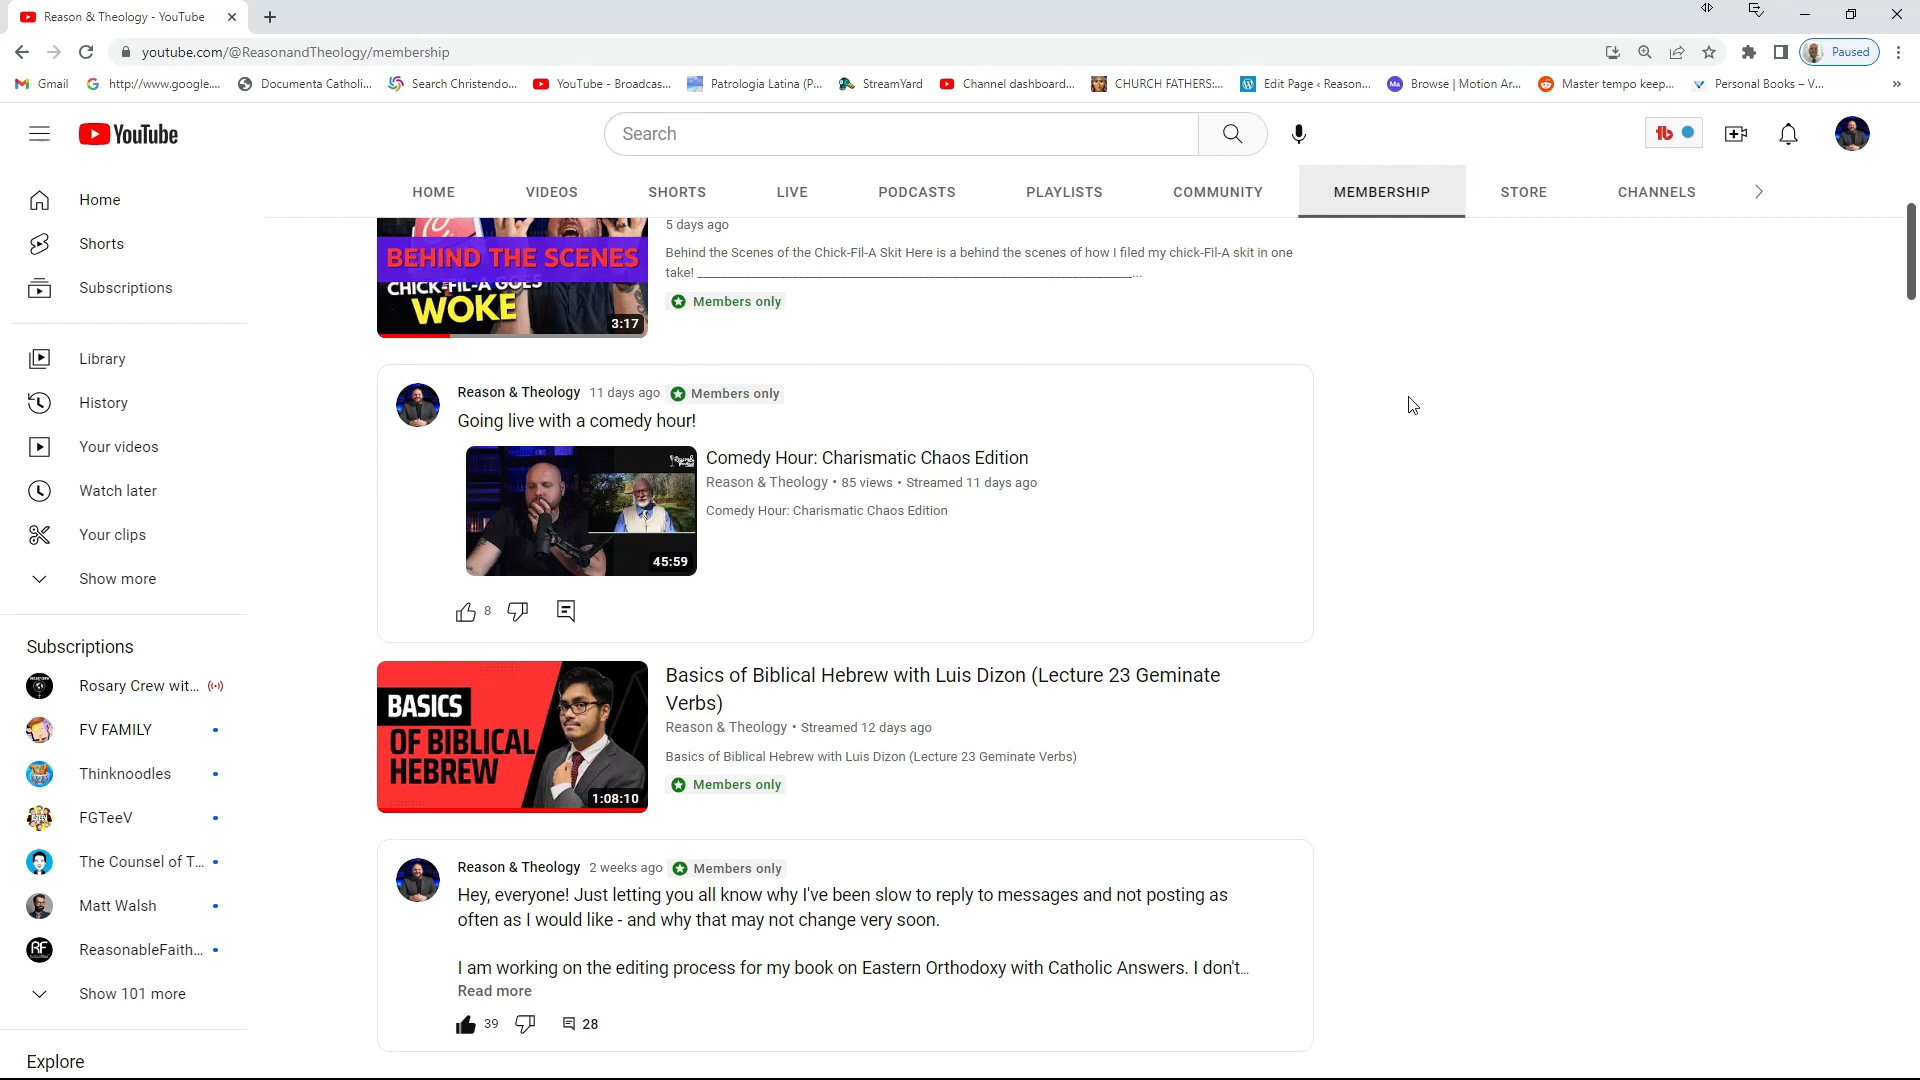 Reason & Theology - YouTube
youtube.com/@ReasonandTheology/membership
Paused
Gmail
http://www.google....
Documenta Catholi...
Search Christendo...
YouTube - Broadcas...
Patrologia Latina (P...
StreamYard
Channel dashboard...
CHURCH FATHERS:...
Edit Page ‹ Reason...
Browse | Motion Ar...
Master tempo keep...
Personal Books – V...
YouTube
Search
HOME
VIDEOS
SHORTS
LIVE
PODCASTS
PLAYLISTS
COMMUNITY
MEMBERSHIP
STORE
CHANNELS
Home
Shorts
Subscriptions
Library
History
Your videos
Watch later
Your clips
Show more
Subscriptions
Rosary Crew wit...
FV FAMILY
Thinknoodles
FGTeeV
The Counsel of T...
Matt Walsh
RF
ReasonableFaith...
Show 101 more
Explore
BEHIND THE SCENES
CHICK-FIL-A GOES
WOKE
3:17
5 days ago
Behind the Scenes of the Chick-Fil-A Skit Here is a behind the scenes of how I filed my chick-Fil-A skit in one
take! ______________________________________________________________...
Members only
Reason & Theology 11 days ago Members only
Going live with a comedy hour!
45:59
Comedy Hour: Charismatic Chaos Edition
Reason & Theology • 85 views • Streamed 11 days ago
Comedy Hour: Charismatic Chaos Edition
8
BASICS
OF BIBLICAL
HEBREW
1:08:10
Basics of Biblical Hebrew with Luis Dizon (Lecture 23 Geminate
Verbs)
Reason & Theology • Streamed 12 days ago
Basics of Biblical Hebrew with Luis Dizon (Lecture 23 Geminate Verbs)
Members only
Reason & Theology 2 weeks ago Members only
Hey, everyone! Just letting you all know why I've been slow to reply to messages and not posting as
often as I would like - and why that may not change very soon.
I am working on the editing process for my book on Eastern Orthodoxy with Catholic Answers. I don't...
Read more
39
28